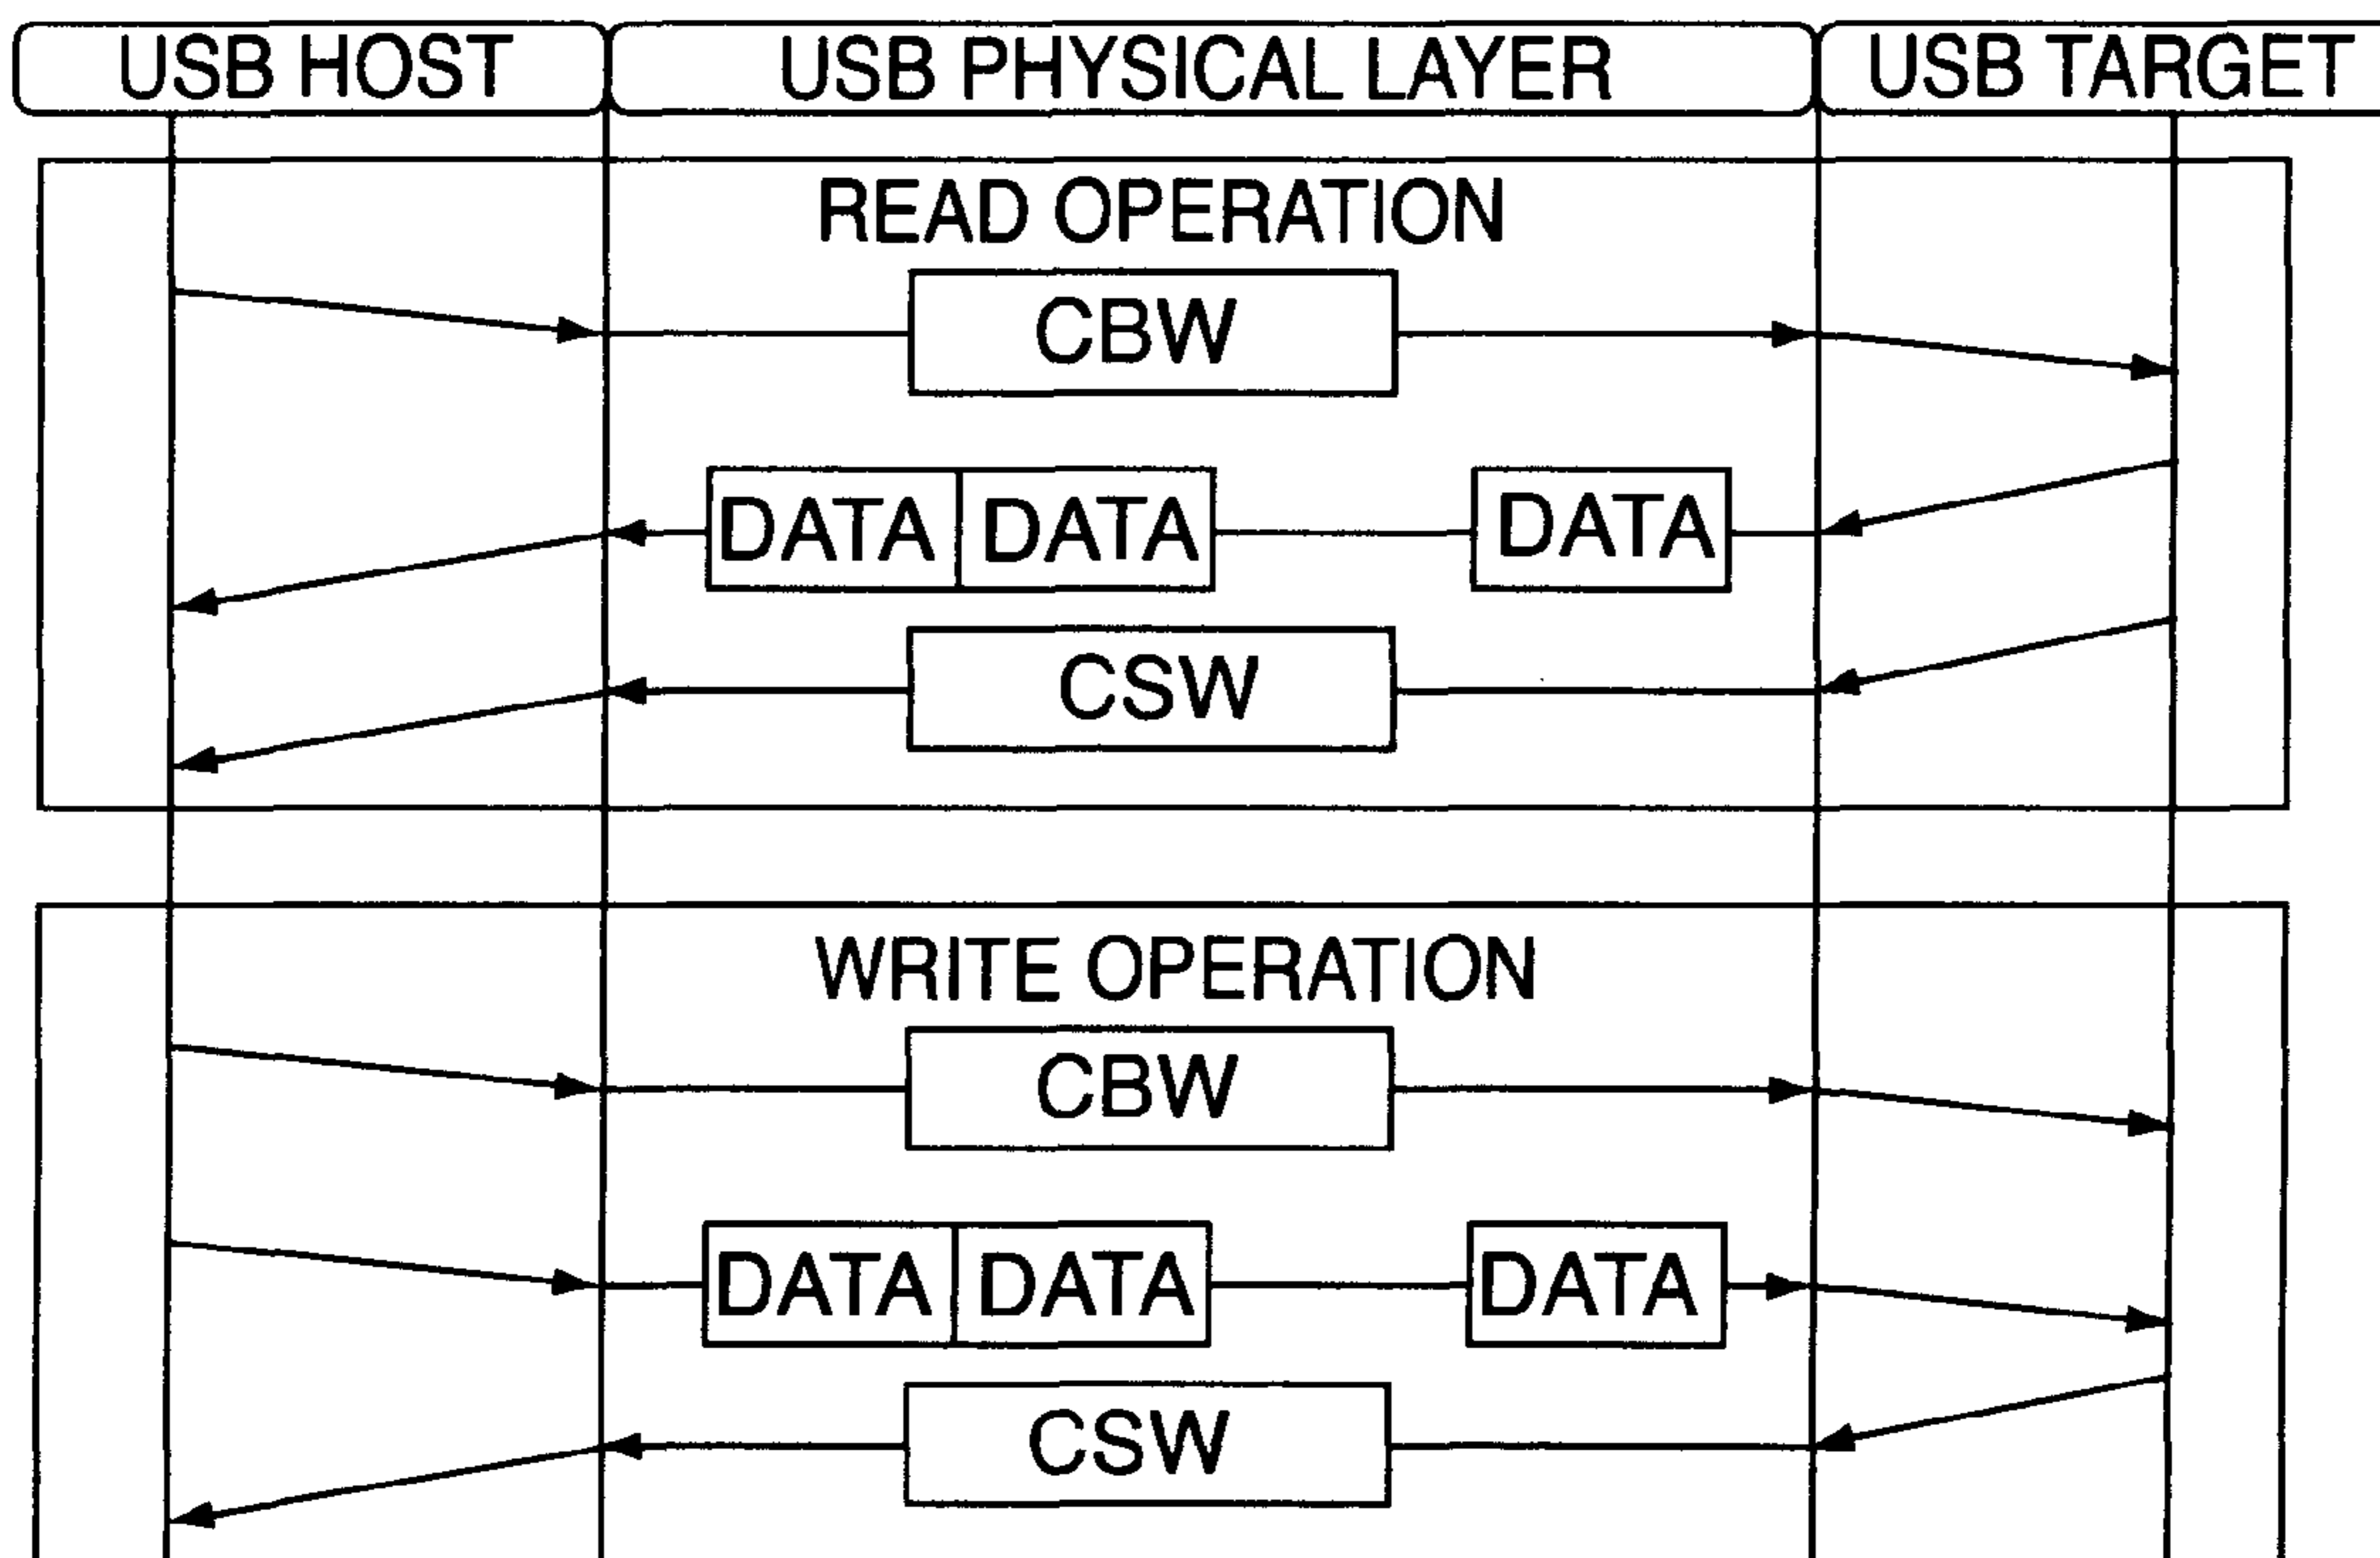 USB HOST USB PHYSICAL LAYER USB TARGET
READ OPERATION
CBW
DATA DATA DATA
CSW
WRITE OPERATION
CBW
DATA DATA DATA
CSW